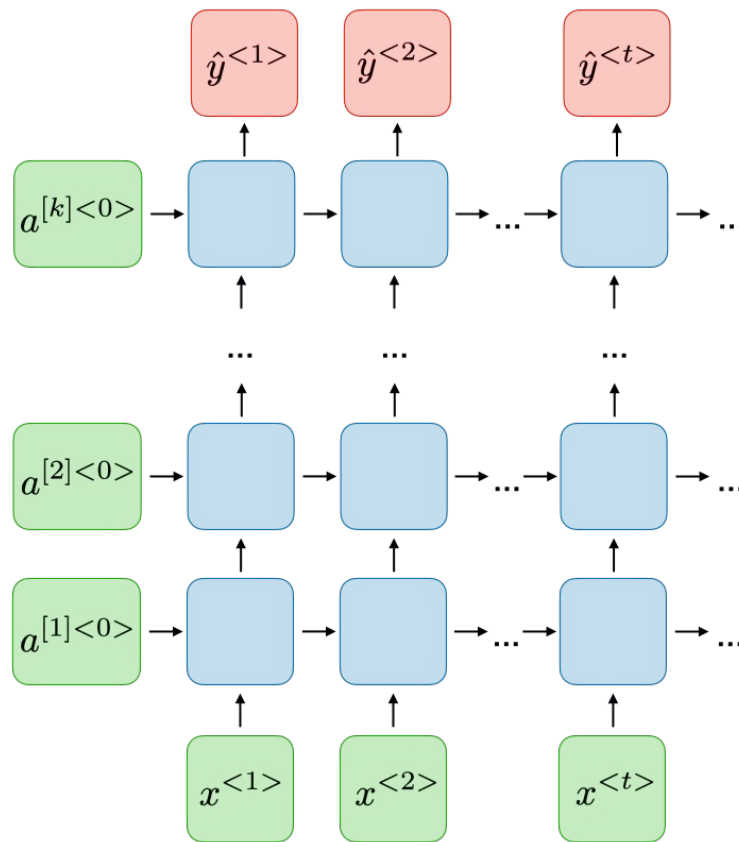 ŷ<1> ŷ<2> ŷ<t>
a[k]<0> ... ...
... ... ...
a[2]<0> ... ...
a[1]<0> ... ...
x<1> x<2> x<t>